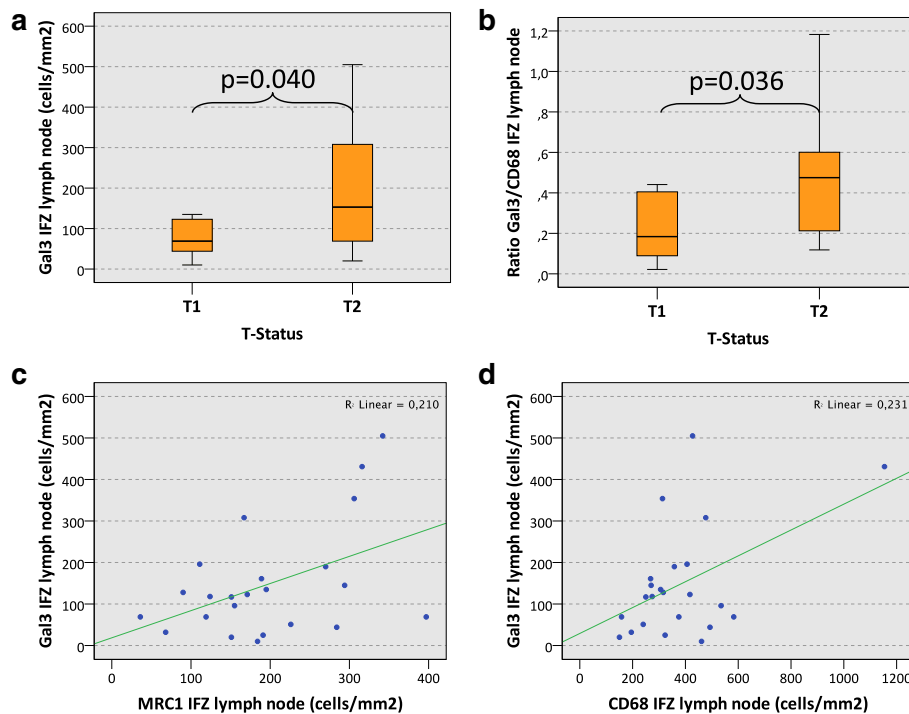 a
600
500
400
300
200
100
0
Gal3 IFZ lymph node (cells/mm2)
p=0.040
T1
T2
T-Status
b
1,2
1,0
,8
,6
,4
,2
,0
Ratio Gal3/CD68 IFZ lymph node
p=0.036
T1
T2
T-Status
c
600
500
400
300
200
100
0
Gal3 IFZ lymph node (cells/mm2)
R Linear = 0,210
0
100
200
300
400
MRC1 IFZ lymph node (cells/mm2)
d
600
500
400
300
200
100
0
Gal3 IFZ lymph node (cells/mm2)
R Linear = 0,231
0
200
400
600
800
1000
1200
CD68 IFZ lymph node (cells/mm2)